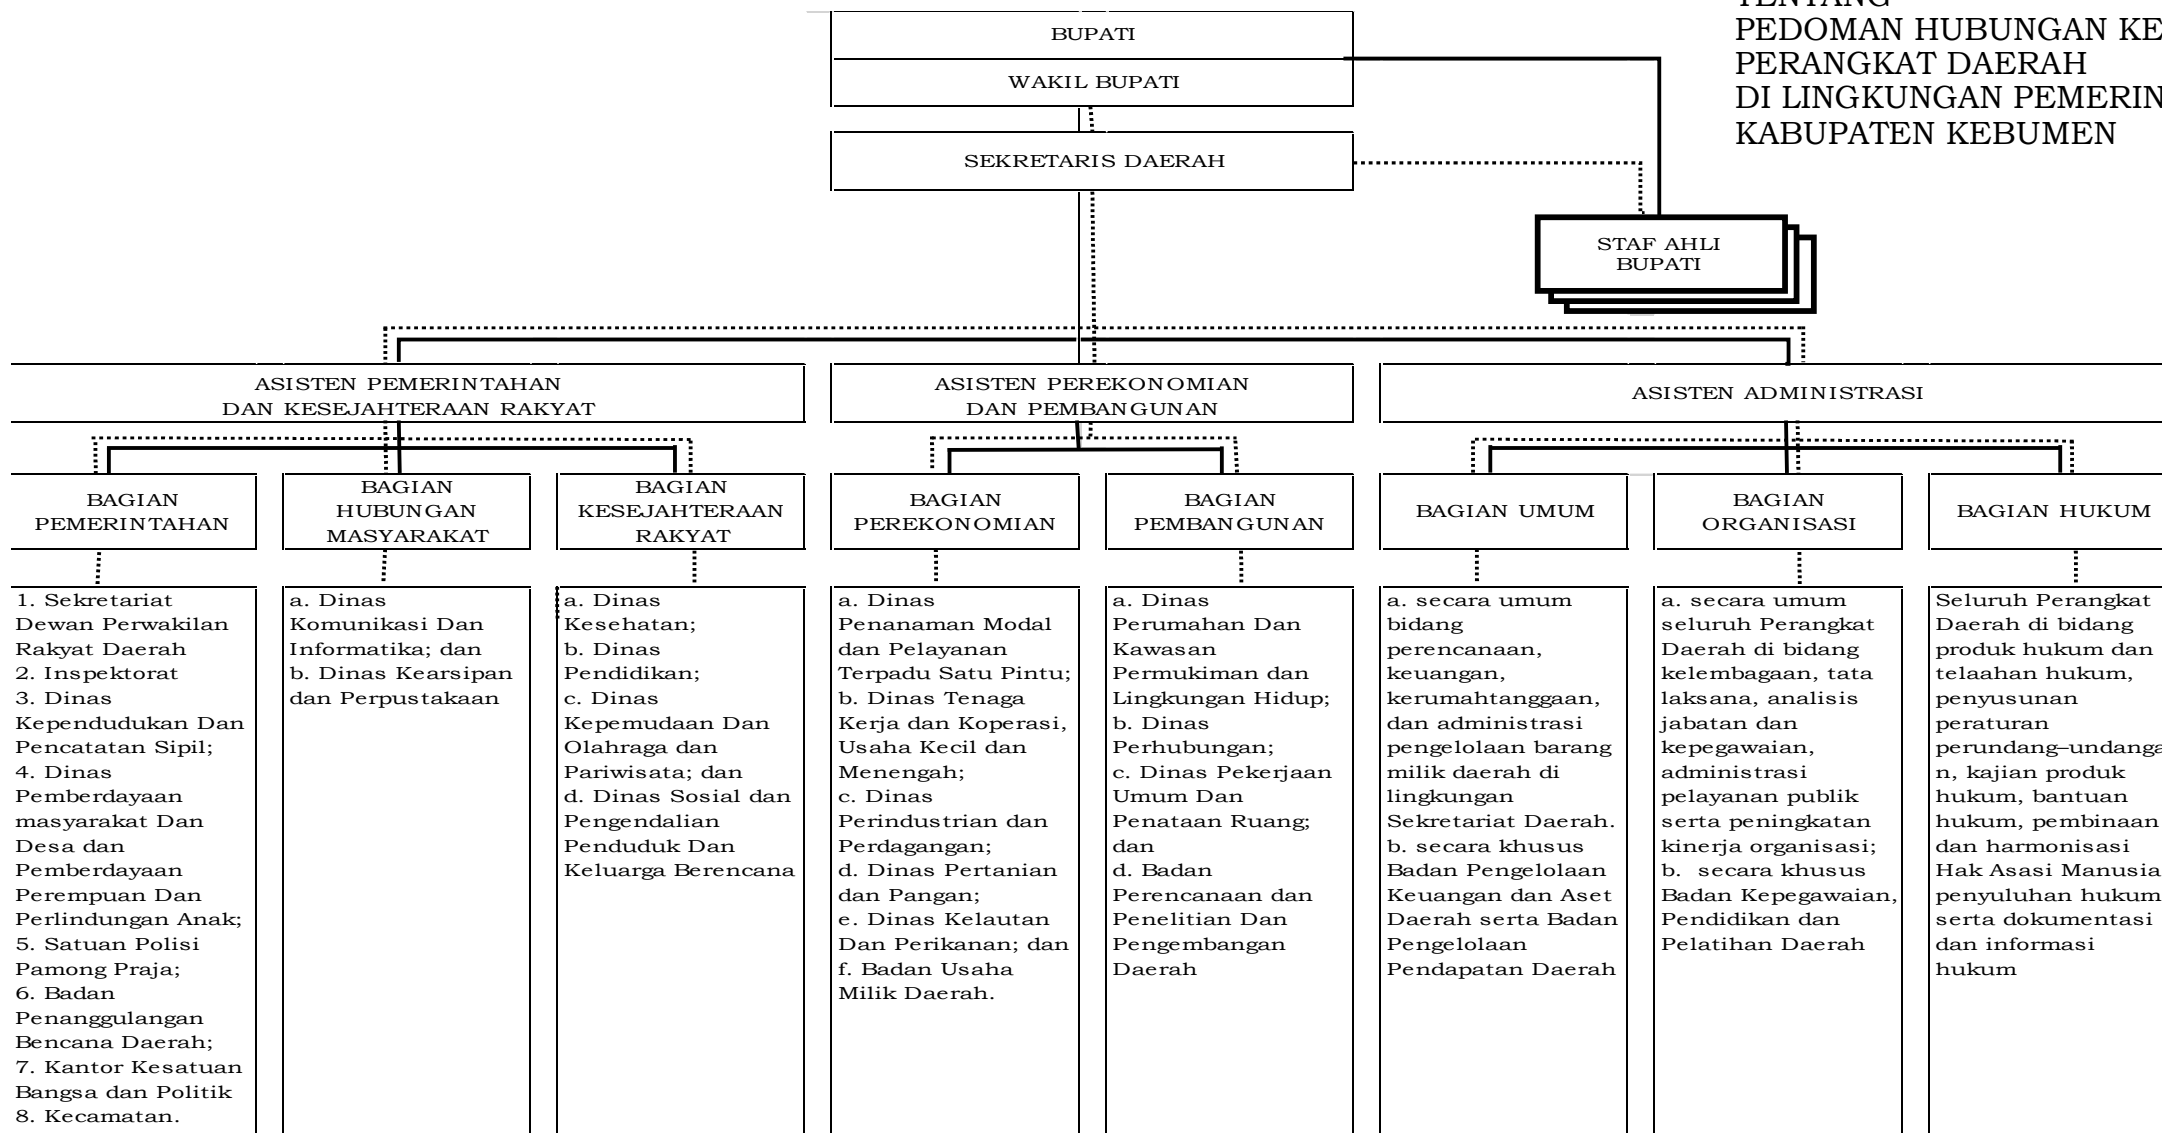 TENTANG
PEDOMAN HUBUNGAN KE
PERANGKAT DAERAH
DI LINGKUNGAN PEMERIN
KABUPATEN KEBUMEN
BUPATI
WAKIL BUPATI
SEKRETARIS DAERAH
STAF AHLI
BUPATI
ASISTEN PEMERINTAHAN
DAN KESEJAHTERAAN RAKYAT
ASISTEN PEREKONOMIAN
DAN PEMBANGUNAN
ASISTEN ADMINISTRASI
BAGIAN
PEMERINTAHAN
BAGIAN
HUBUNGAN
MASYARAKAT
BAGIAN
KESEJAHTERAAN
RAKYAT
BAGIAN
PEREKONOMIAN
BAGIAN
PEMBANGUNAN
BAGIAN UMUM
BAGIAN
ORGANISASI
BAGIAN HUKUM
1. Sekretariat
Dewan Perwakilan
Rakyat Daerah
2. Inspektorat
3. Dinas
Kependudukan Dan
Pencatatan Sipil;
4. Dinas
Pemberdayaan
masyarakat Dan
Desa dan
Pemberdayaan
Perempuan Dan
Perlindungan Anak;
5. Satuan Polisi
Pamong Praja;
6. Badan
Penanggulangan
Bencana Daerah;
7. Kantor Kesatuan
Bangsa dan Politik
8. Kecamatan.
a. Dinas
Komunikasi Dan
Informatika; dan
b. Dinas Kearsipan
dan Perpustakaan
a. Dinas
Kesehatan;
b. Dinas
Pendidikan;
c. Dinas
Kepemudaan Dan
Olahraga dan
Pariwisata; dan
d. Dinas Sosial dan
Pengendalian
Penduduk Dan
Keluarga Berencana
a. Dinas
Penanaman Modal
dan Pelayanan
Terpadu Satu Pintu;
b. Dinas Tenaga
Kerja dan Koperasi,
Usaha Kecil dan
Menengah;
c. Dinas
Perindustrian dan
Perdagangan;
d. Dinas Pertanian
dan Pangan;
e. Dinas Kelautan
Dan Perikanan; dan
f. Badan Usaha
Milik Daerah.
a. Dinas
Perumahan Dan
Kawasan
Permukiman dan
Lingkungan Hidup;
b. Dinas
Perhubungan;
c. Dinas Pekerjaan
Umum Dan
Penataan Ruang;
dan
d. Badan
Perencanaan dan
Penelitian Dan
Pengembangan
Daerah
a. secara umum
bidang
perencanaan,
keuangan,
kerumahtanggaan,
dan administrasi
pengelolaan barang
milik daerah di
lingkungan
Sekretariat Daerah.
b. secara khusus
Badan Pengelolaan
Keuangan dan Aset
Daerah serta Badan
Pengelolaan
Pendapatan Daerah
a. secara umum
seluruh Perangkat
Daerah di bidang
kelembagaan, tata
laksana, analisis
jabatan dan
kepegawaian,
administrasi
pelayanan publik
serta peningkatan
kinerja organisasi;
b. secara khusus
Badan Kepegawaian,
Pendidikan dan
Pelatihan Daerah
Seluruh Perangkat
Daerah di bidang
produk hukum dan
telaahan hukum,
penyusunan
peraturan
perundang–undanga
n, kajian produk
hukum, bantuan
hukum, pembinaan
dan harmonisasi
Hak Asasi Manusia
penyuluhan hukum
serta dokumentasi
dan informasi
hukum